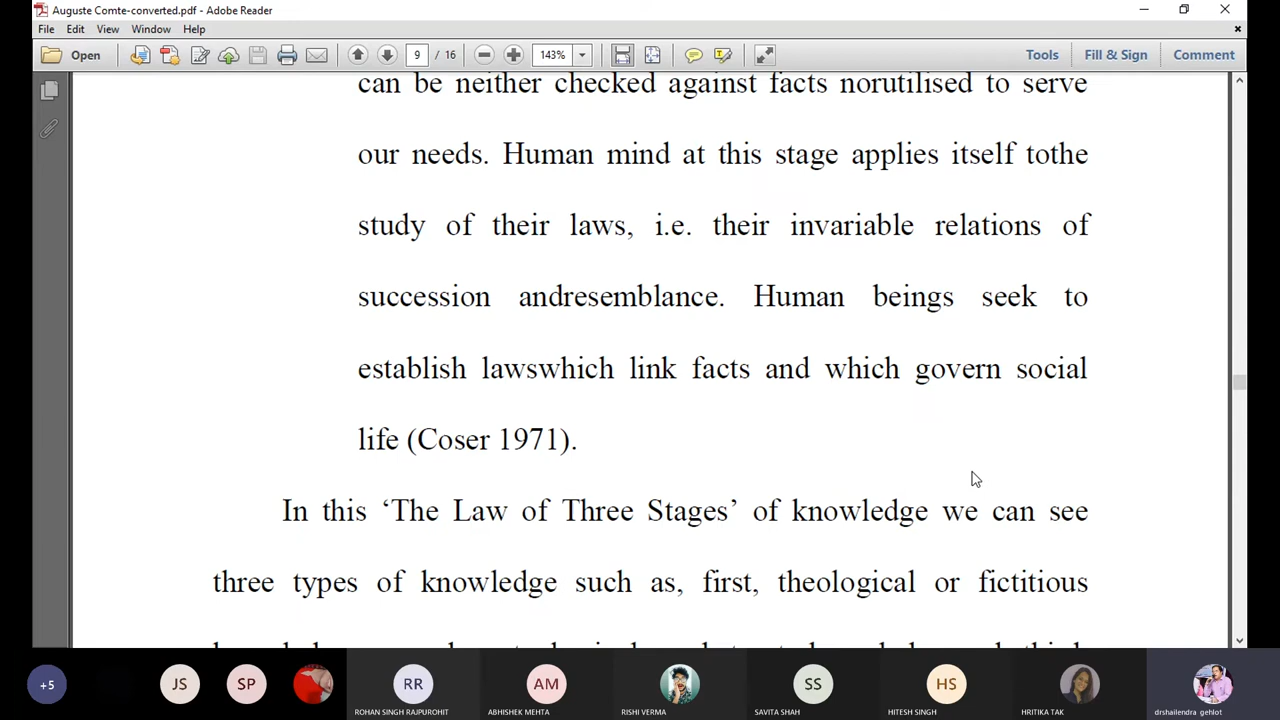 Auguste Comte-converted.pdf - Adobe Reader
File Edit View Window Help
Open 9 / 16 143% Tools Fill & Sign Comment
can be neither checked against facts norutilised to serve
our needs. Human mind at this stage applies itself tothe
study of their laws, i.e. their invariable relations of
succession andresemblance. Human beings seek to
establish lawswhich link facts and which govern social
life (Coser 1971).
In this ‘The Law of Three Stages’ of knowledge we can see
three types of knowledge such as, first, theological or fictitious
+5 JS SP RR AM SS HS
ROHAN SINGH RAJPUROHIT ABHISHEK MEHTA RISHI VERMA SAVITA SHAH HITESH SINGH HRITIKA TAK drshailendra gehlot